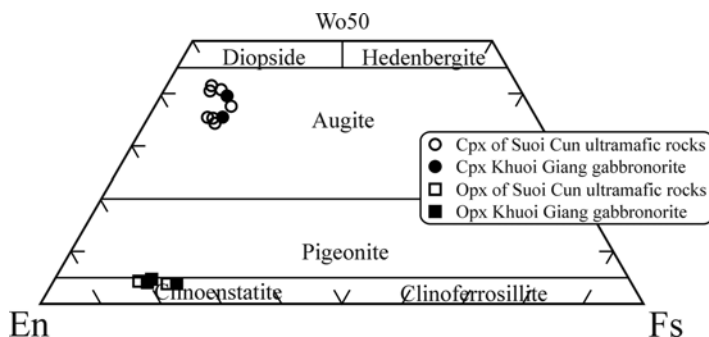 Wo50
Diopside
Hedenbergite
Augite
Cpx of Suoi Cun ultramafic rocks
Cpx Khuoi Giang gabbronorite
Opx of Suoi Cun ultramafic rocks
Opx Khuoi Giang gabbronorite
Pigeonite
Clinoenstatite
Clinoferrosillite
En
Fs